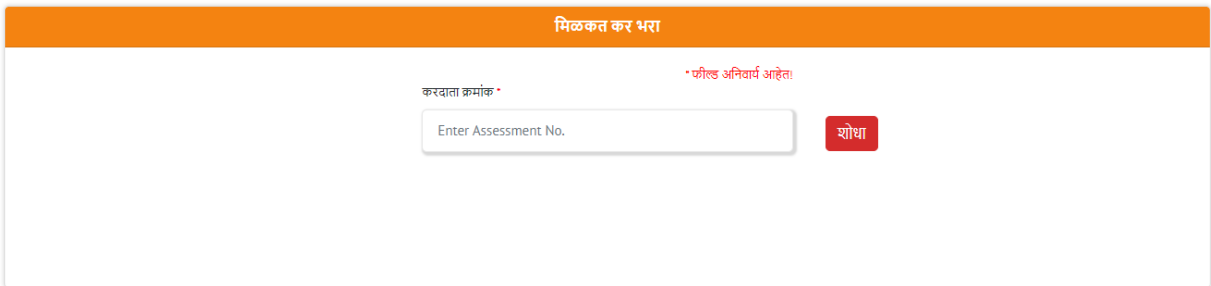 मिळकत कर भरा
* फील्ड अनिवार्य आहेत!
करदाता क्रमांक *
Enter Assessment No.
शोधा